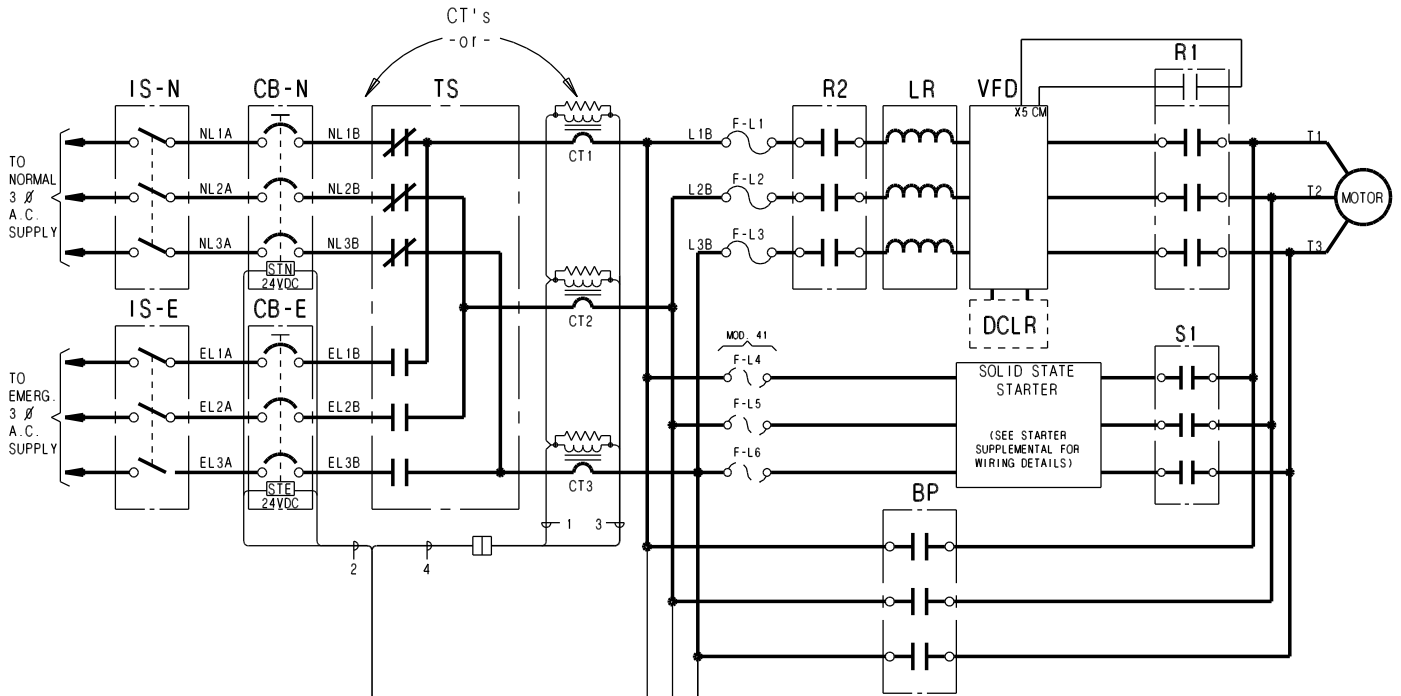 CT's
-or-
IS-N
CB-N
TS
R2
LR
VFD
R1
X5 CM
TO
NORMAL
3 Ø
A.C.
SUPPLY
NL1A
NL1B
NL2A
NL2B
NL3A
NL3B
STN
24VDC
CT1
CT2
CT3
L1B
L2B
L3B
F-L1
F-L2
F-L3
T1
T2
T3
MOTOR
DCLR
IS-E
CB-E
TO
EMERG.
3 Ø
A.C.
SUPPLY
EL1A
EL1B
EL2A
EL2B
EL3A
EL3B
STE
24VDC
MOD. 41
F-L4
F-L5
F-L6
SOLID STATE
STARTER
(SEE STARTER
SUPPLEMENTAL FOR
WIRING DETAILS)
S1
BP
1
3
2
4